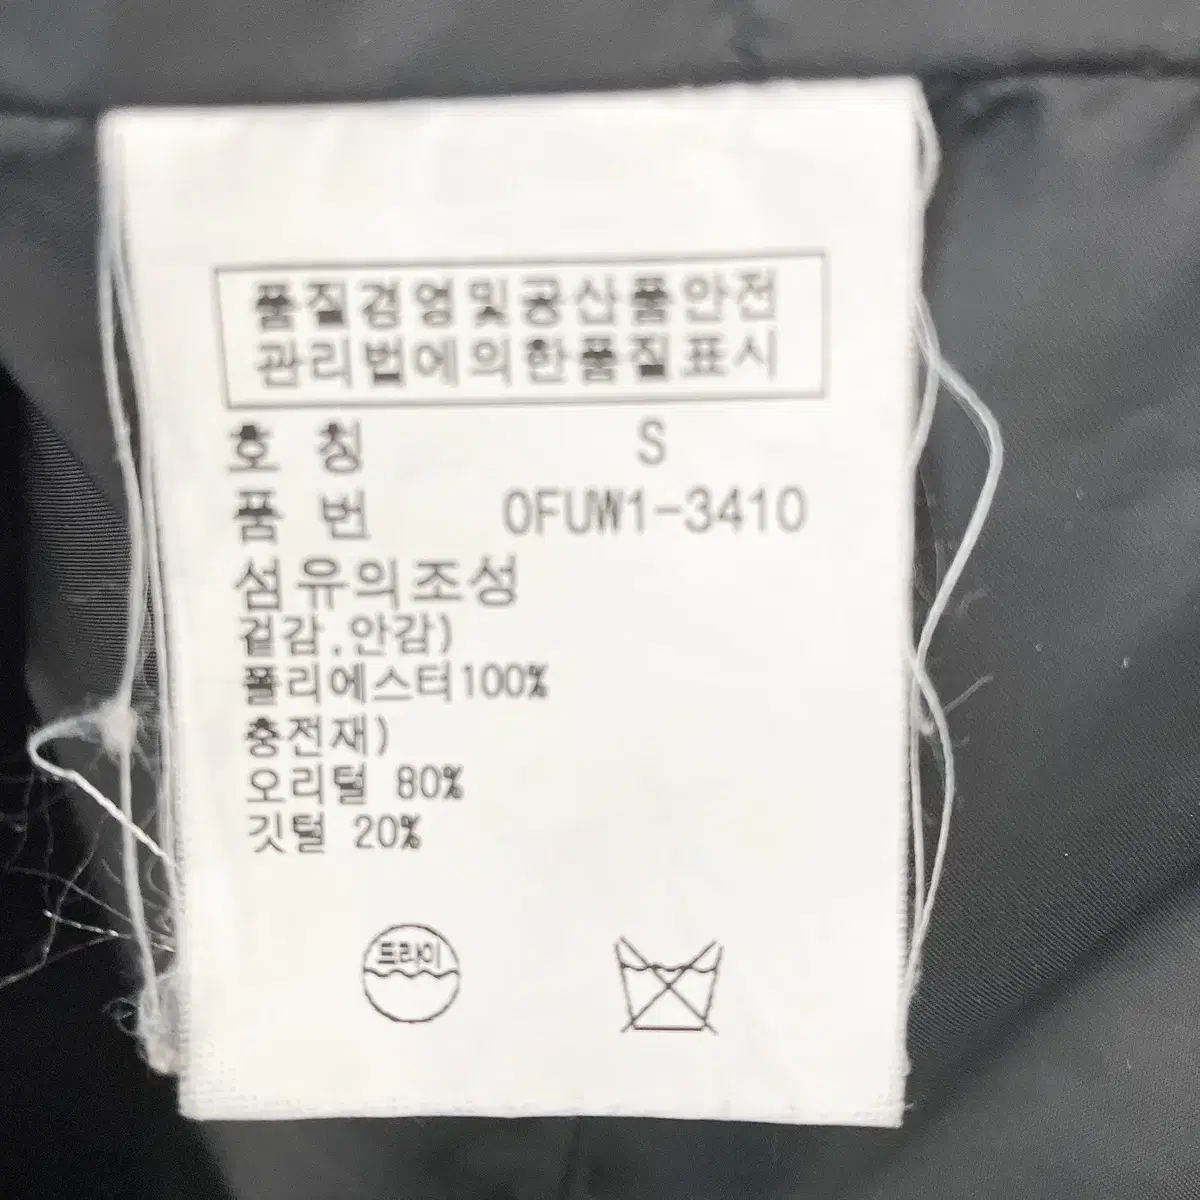 품질경영및공산품안전
관리법에의한품질표시
호 칭 S
품 번 0FUW1-3410
섬유의조성
겉감.안감)
폴리에스터100%
충전재)
오리털 80%
깃털 20%
드라이